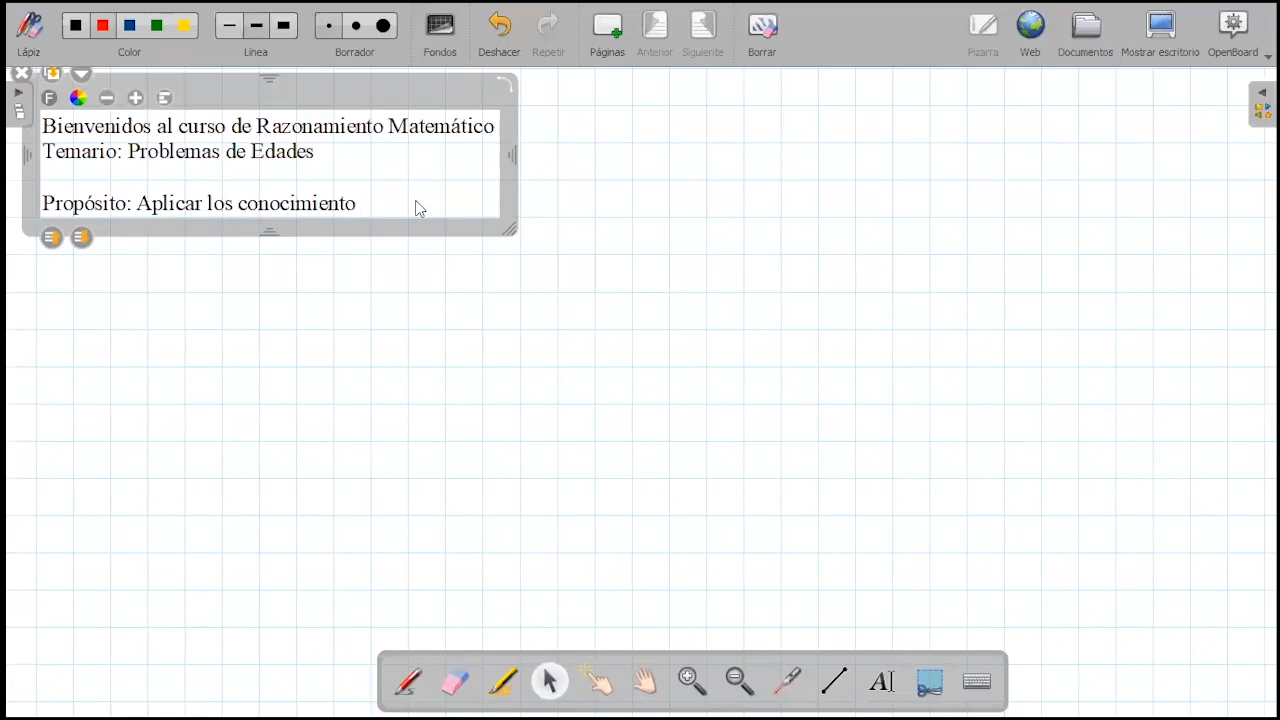 Lápiz
Color
Línea
Borrador
Fondos
Deshacer
Repetir
Páginas
Anterior
Siguiente
Borrar
Pizarra
Web
Documentos
Mostrar escritorio
OpenBoard
F
Bienvenidos al curso de Razonamiento Matemático
Temario: Problemas de Edades
Propósito: Aplicar los conocimiento
A